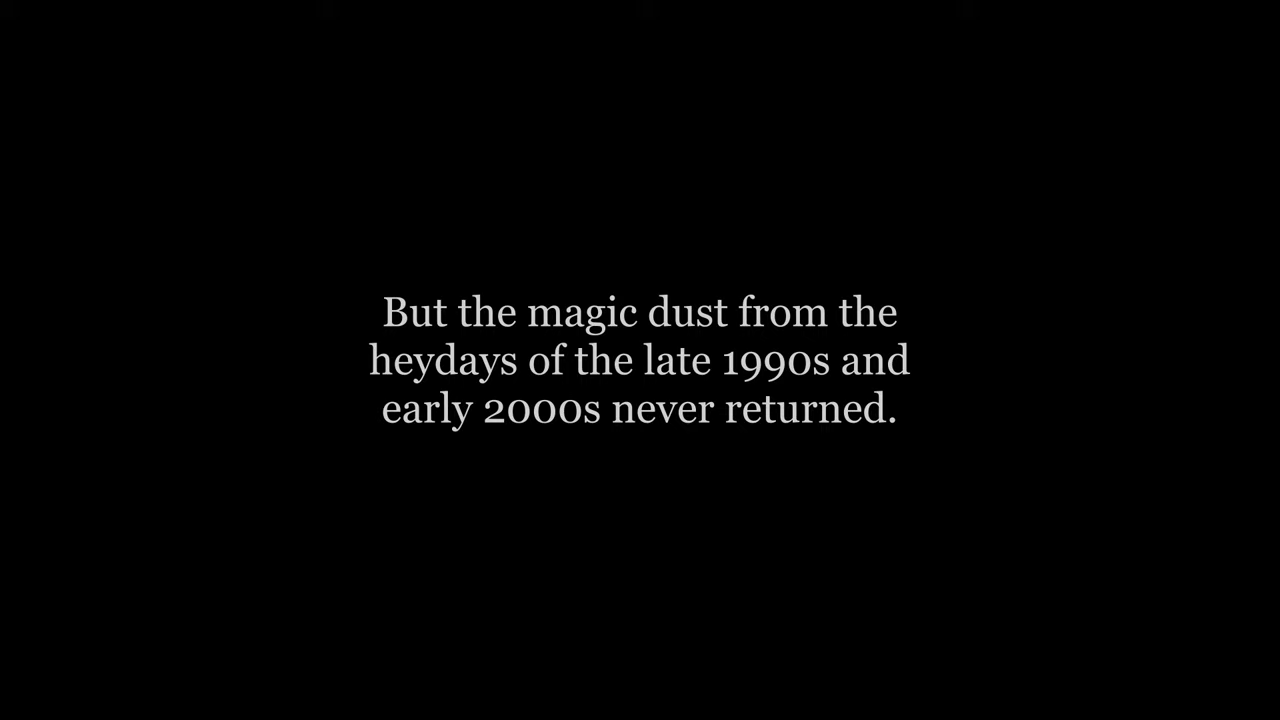 But the magic dust from the
heydays of the late 1990s and
early 2000s never returned.